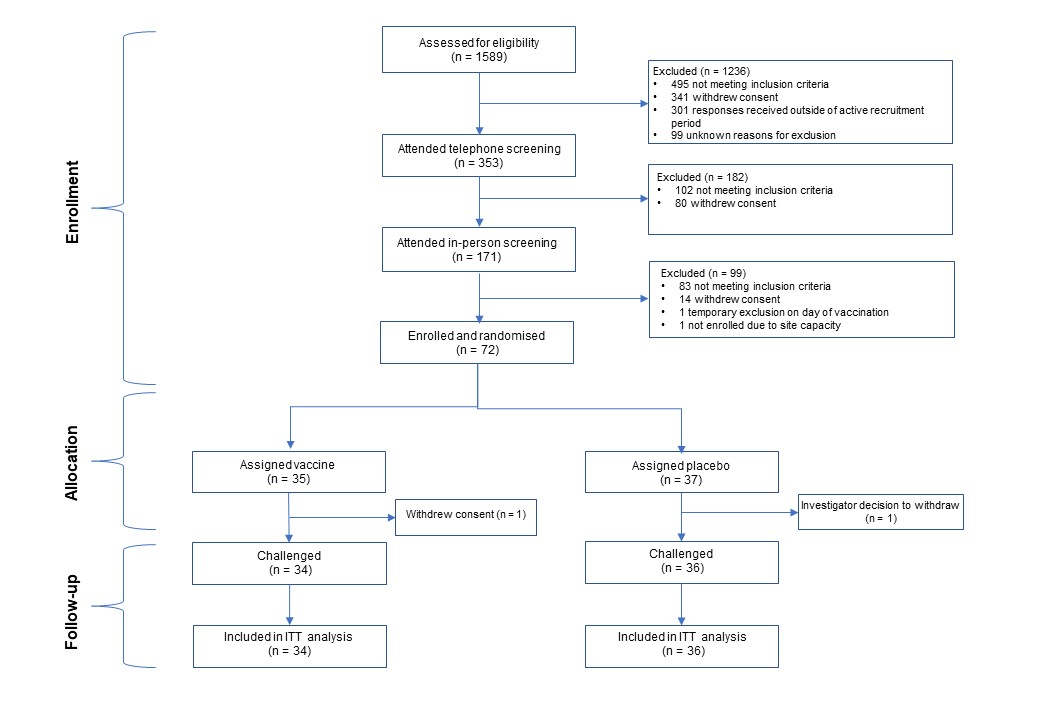 Enrollment
Assessed for eligibility
(n = 1589)
Excluded (n = 1236)
• 495 not meeting inclusion criteria
• 341 withdrew consent
• 301 responses received outside of active recruitment
period
• 99 unknown reasons for exclusion
Attended telephone screening
(n = 353)
Excluded (n = 182)
• 102 not meeting inclusion criteria
• 80 withdrew consent
Attended in-person screening
(n = 171)
Excluded (n = 99)
• 83 not meeting inclusion criteria
• 14 withdrew consent
• 1 temporary exclusion on day of vaccination
• 1 not enrolled due to site capacity
Enrolled and randomised
(n = 72)
Allocation
Assigned vaccine
(n = 35)
Withdrew consent (n = 1)
Assigned placebo
(n = 37)
Investigator decision to withdraw
(n = 1)
Follow-up
Challenged
(n = 34)
Challenged
(n = 36)
Included in ITT analysis
(n = 34)
Included in ITT analysis
(n = 36)